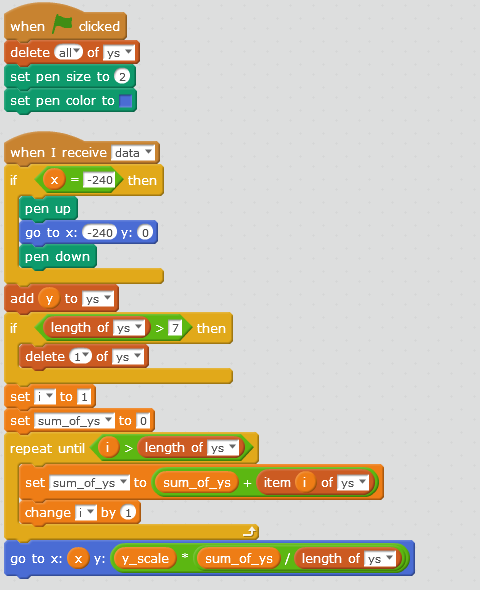 when clicked
delete all of ys
set pen size to 2
set pen color to
when I receive data
if x = -240 then
pen up
go to x: -240 y: 0
pen down
add y to ys
if length of ys > 7 then
delete 1 of ys
set i to 1
set sum_of_ys to 0
repeat until i > length of ys
set sum_of_ys to sum_of_ys + item i of ys
change i by 1
go to x: x y: y_scale * sum_of_ys / length of ys